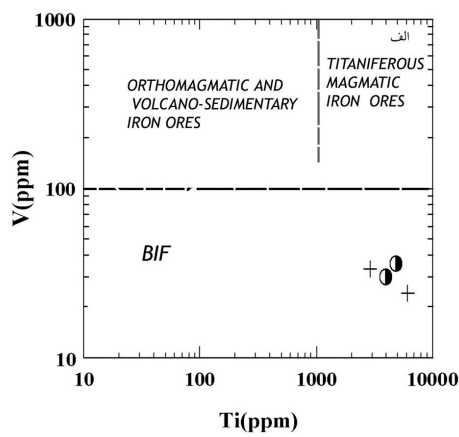 1000
الف
TITANIFEROUS
MAGMATIC
IRON ORES
ORTHOMAGMATIC AND
VOLCANO-SEDIMENTARY
IRON ORES
V(ppm)
100
BIF
10
10 100 1000 10000
Ti(ppm)